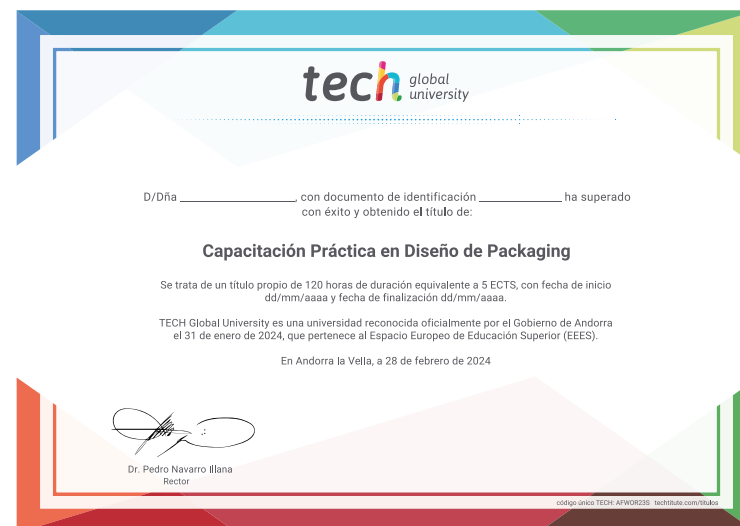 tech global university
D/Dña ______________, con documento de identificación ______________ ha superado
con éxito y obtenido el título de:
Capacitación Práctica en Diseño de Packaging
Se trata de un título propio de 120 horas de duración equivalente a 5 ECTS, con fecha de inicio
dd/mm/aaaa y fecha de finalización dd/mm/aaaa.
TECH Global University es una universidad reconocida oficialmente por el Gobierno de Andorra
el 31 de enero de 2024, que pertenece al Espacio Europeo de Educación Superior (EEES).
En Andorra la Vella, a 28 de febrero de 2024
Dr. Pedro Navarro Illana
Rector
código único TECH: AFWOR23S techtitute.com/titulos